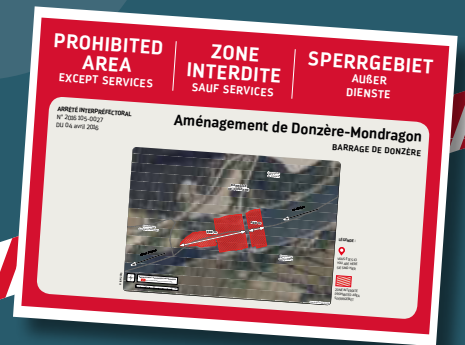 PROHIBITED
AREA
EXCEPT SERVICES
ZONE
INTERDITE
SAUF SERVICES
SPERRGEBIET
AUßER
DIENSTE
ARRÊTÉ INTERPRÉFECTORAL
N° 2016 105-0027
DU 04 avril 2016
Aménagement de Donzère-Mondragon
BARRAGE DE DONZÈRE
LÉGENDE :